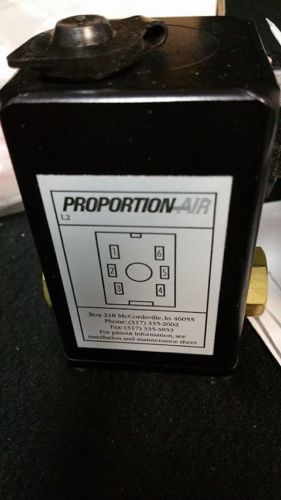 PROPORTION-AIR
L2
1 6
2 5
3 4
Box 218 McCordsville, In 46055
Phone: (317) 335-2602
Fax: (317) 335-3853
For pinout information, see
installation and maintenance sheet.